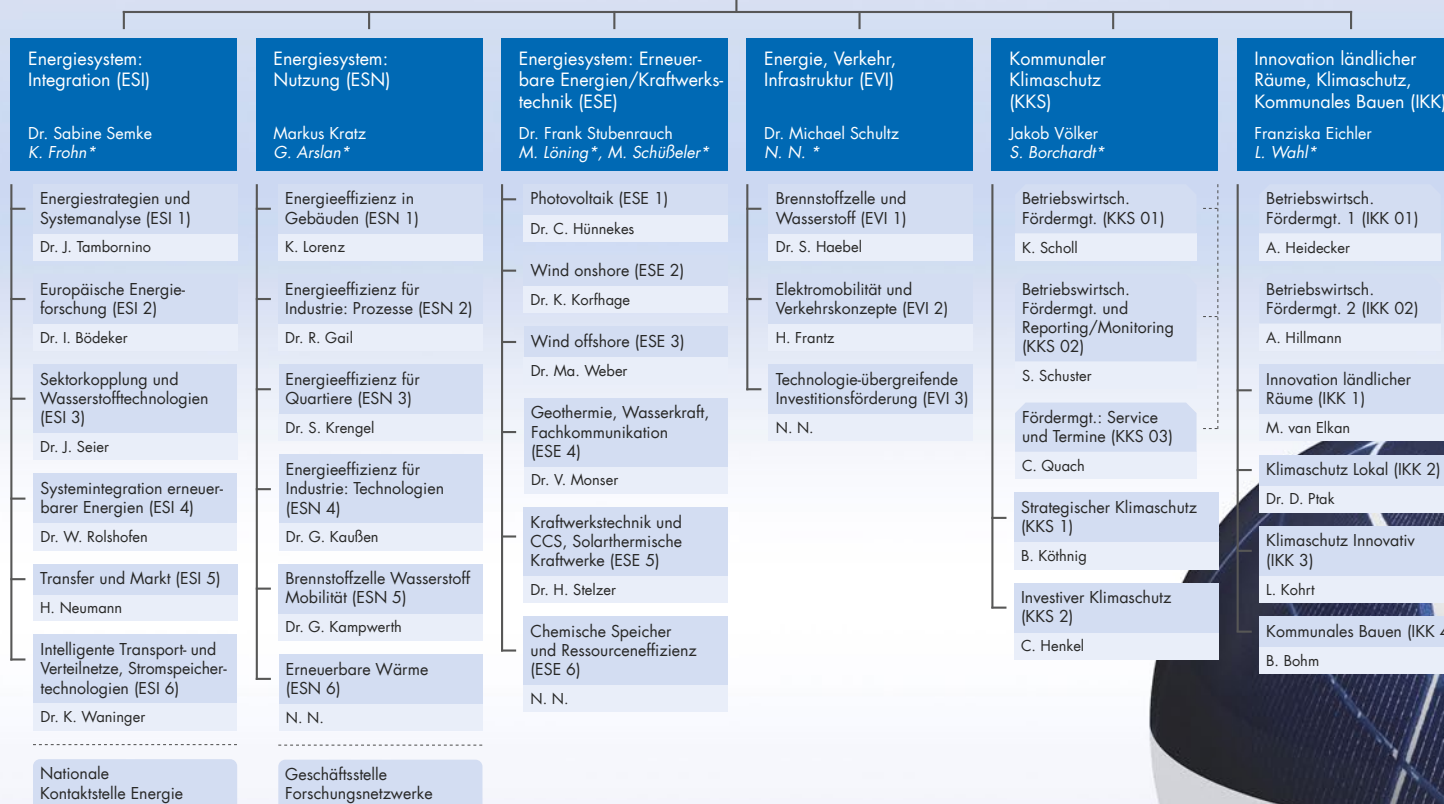 Energiesystem:
Integration (ESI)
Dr. Sabine Semke
K. Frohn*
Energiestrategien und
Systemanalyse (ESI 1)
Dr. J. Tambornino
Europäische Energie-
forschung (ESI 2)
Dr. I. Bödeker
Sektorkopplung und
Wasserstofftechnologien
(ESI 3)
Dr. J. Seier
Systemintegration erneuer-
barer Energien (ESI 4)
Dr. W. Rolshofen
Transfer und Markt (ESI 5)
H. Neumann
Intelligente Transport- und
Verteilnetze, Stromspeicher-
technologien (ESI 6)
Dr. K. Waninger
Nationale
Kontaktstelle Energie
Energiesystem:
Nutzung (ESN)
Markus Kratz
G. Arslan*
Energieeffizienz in
Gebäuden (ESN 1)
K. Lorenz
Energieeffizienz für
Industrie: Prozesse (ESN 2)
Dr. R. Gail
Energieeffizienz für
Quartiere (ESN 3)
Dr. S. Krengel
Energieeffizienz für
Industrie: Technologien
(ESN 4)
Dr. G. Kaußen
Brennstoffzelle Wasserstoff
Mobilität (ESN 5)
Dr. G. Kampwerth
Erneuerbare Wärme
(ESN 6)
N. N.
Geschäftsstelle
Forschungsnetzwerke
Energiesystem: Erneuer-
bare Energien/Kraftwerks-
technik (ESE)
Dr. Frank Stubenrauch
M. Löning*, M. Schüßeler*
Photovoltaik (ESE 1)
Dr. C. Hünnekes
Wind onshore (ESE 2)
Dr. K. Korfhage
Wind offshore (ESE 3)
Dr. Ma. Weber
Geothermie, Wasserkraft,
Fachkommunikation
(ESE 4)
Dr. V. Monser
Kraftwerkstechnik und
CCS, Solarthermische
Kraftwerke (ESE 5)
Dr. H. Stelzer
Chemische Speicher
und Ressourceneffizienz
(ESE 6)
N. N.
Energie, Verkehr,
Infrastruktur (EVI)
Dr. Michael Schultz
N. N. *
Brennstoffzelle und
Wasserstoff (EVI 1)
Dr. S. Haebel
Elektromobilität und
Verkehrskonzepte (EVI 2)
H. Frantz
Technologie-übergreifende
Investitionsförderung (EVI 3)
N. N.
Kommunaler
Klimaschutz
(KKS)
Jakob Völker
S. Borchardt*
Betriebswirtsch.
Fördermgt. (KKS 01)
K. Scholl
Betriebswirtsch.
Fördermgt. und
Reporting/Monitoring
(KKS 02)
S. Schuster
Fördermgt.: Service
und Termine (KKS 03)
C. Quach
Strategischer Klimaschutz
(KKS 1)
B. Köthnig
Investiver Klimaschutz
(KKS 2)
C. Henkel
Innovation ländlicher
Räume, Klimaschutz,
Kommunales Bauen (IKK)
Franziska Eichler
L. Wahl*
Betriebswirtsch.
Fördermgt. 1 (IKK 01)
A. Heidecker
Betriebswirtsch.
Fördermgt. 2 (IKK 02)
A. Hillmann
Innovation ländlicher
Räume (IKK 1)
M. van Elkan
Klimaschutz Lokal (IKK 2)
Dr. D. Ptak
Klimaschutz Innovativ
(IKK 3)
L. Kohrt
Kommunales Bauen (IKK 4
B. Bohm